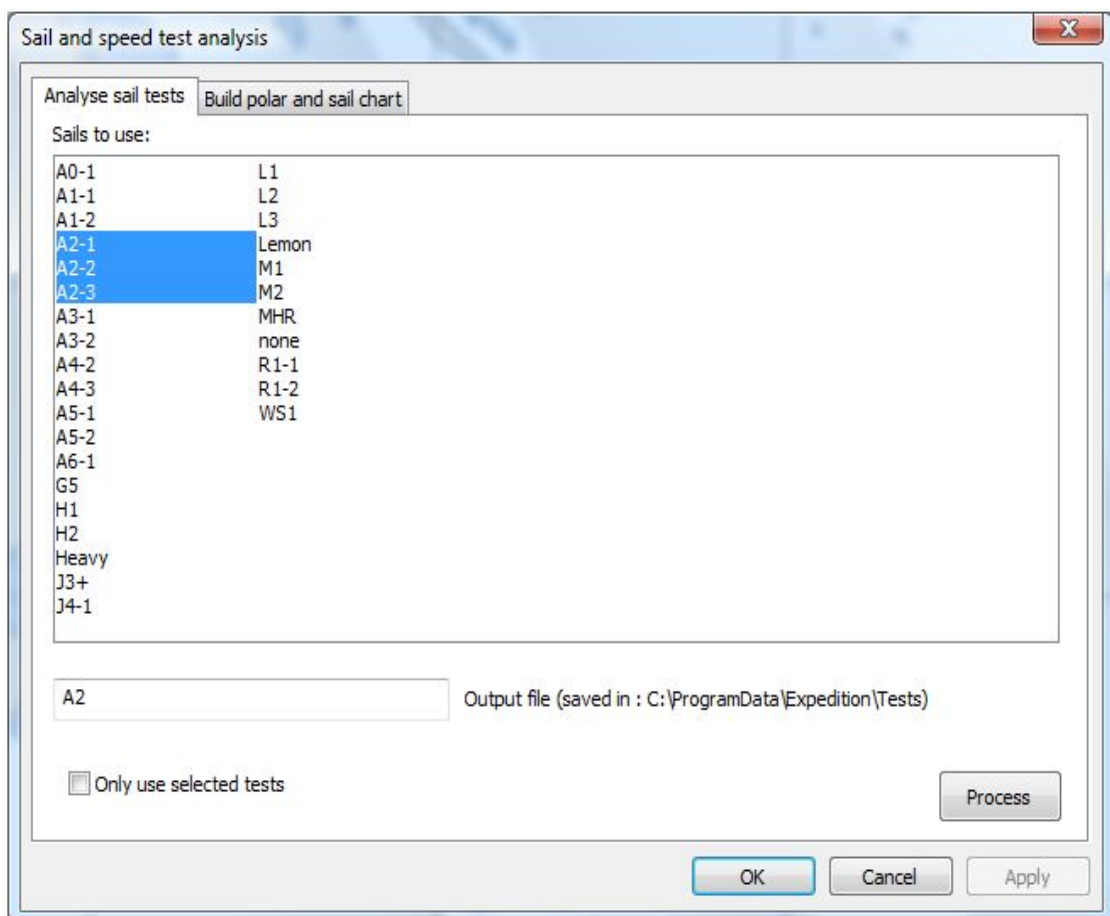 Sail and speed test analysis
Analyse sail tests
Build polar and sail chart
Sails to use:
A0-1
A1-1
A1-2
A2-1
A2-2
A2-3
A3-1
A3-2
A4-2
A4-3
A5-1
A5-2
A6-1
G5
H1
H2
Heavy
J3+
J4-1
L1
L2
L3
Lemon
M1
M2
MHR
none
R1-1
R1-2
WS1
A2
Output file (saved in : C:\ProgramData\Expedition\Tests)
Only use selected tests
Process
OK
Cancel
Apply